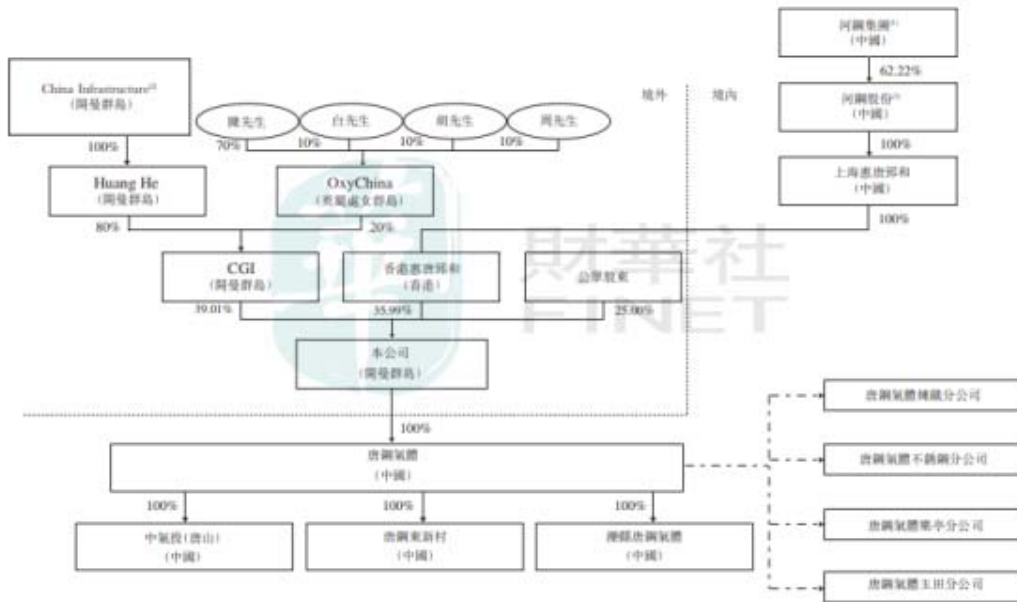 河鋼集團⁽¹⁾
(中國)
62.22%
China Infrastructure⁽²⁾
(開曼群島)
境外
境內
河鋼股份⁽³⁾
(中國)
陳先生
白先生
胡先生
周先生
100%
70%
10%
10%
10%
100%
Huang He
(開曼群島)
OxyChina
(英屬處女群島)
上海惠唐郅和
(中國)
80%
20%
100%
CGI
(開曼群島)
香港惠唐郅和
(香港)
公眾股東
財華社
FINET
39.01%
35.99%
25.00%
本公司
(開曼群島)
唐鋼氣體煉鐵分公司
100%
唐鋼氣體
(中國)
唐鋼氣體不銹鋼分公司
100%
100%
100%
中氣投(唐山)
(中國)
唐鋼東新村
(中國)
灤縣唐鋼氣體
(中國)
唐鋼氣體樂亭分公司
唐鋼氣體玉田分公司